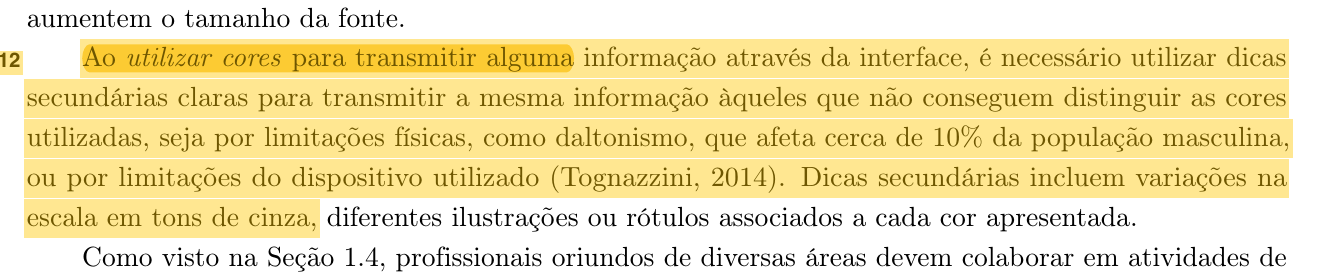 aumentem o tamanho da fonte.
12 Ao utilizar cores para transmitir alguma informação através da interface, é necessário utilizar dicas
secundárias claras para transmitir a mesma informação àqueles que não conseguem distinguir as cores
utilizadas, seja por limitações físicas, como daltonismo, que afeta cerca de 10% da população masculina,
ou por limitações do dispositivo utilizado (Tognazzini, 2014). Dicas secundárias incluem variações na
escala em tons de cinza, diferentes ilustrações ou rótulos associados a cada cor apresentada.
Como visto na Seção 1.4, profissionais oriundos de diversas áreas devem colaborar em atividades de